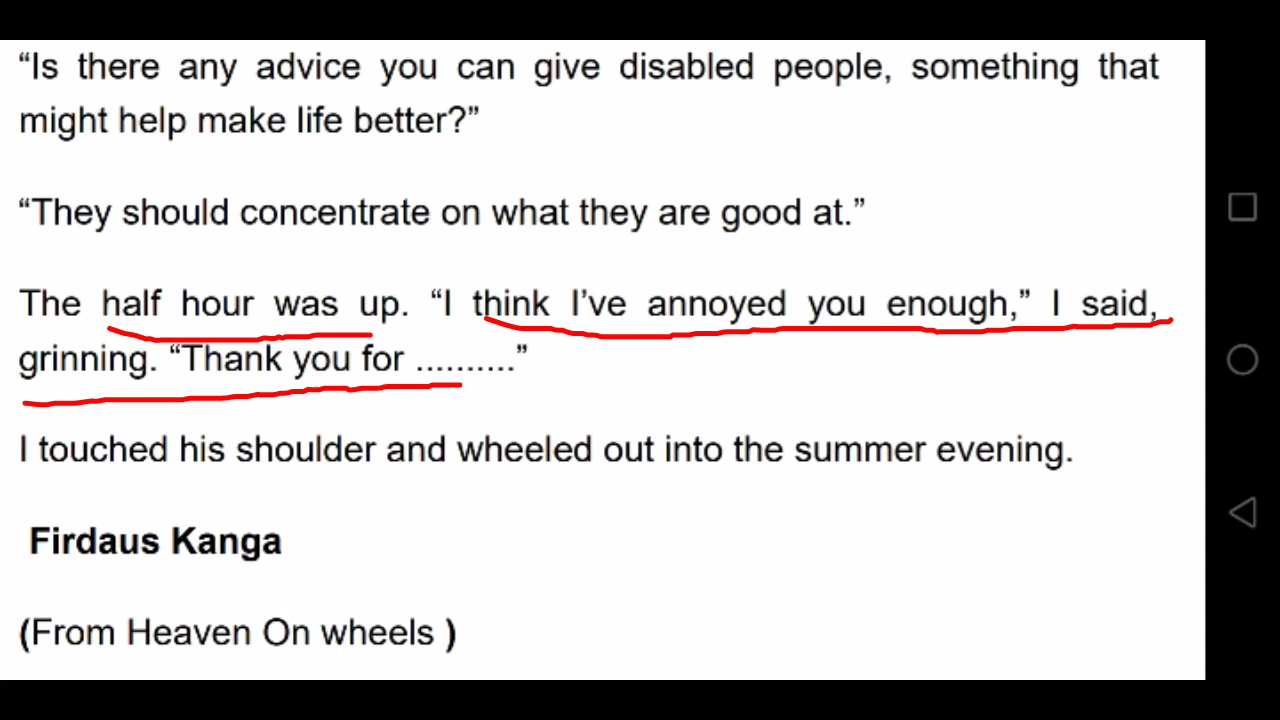 “Is there any advice you can give disabled people, something that
might help make life better?”
“They should concentrate on what they are good at.”
The half hour was up. “I think I’ve annoyed you enough,” I said,
grinning. “Thank you for ..........”
I touched his shoulder and wheeled out into the summer evening.
Firdaus Kanga
(From Heaven On wheels )